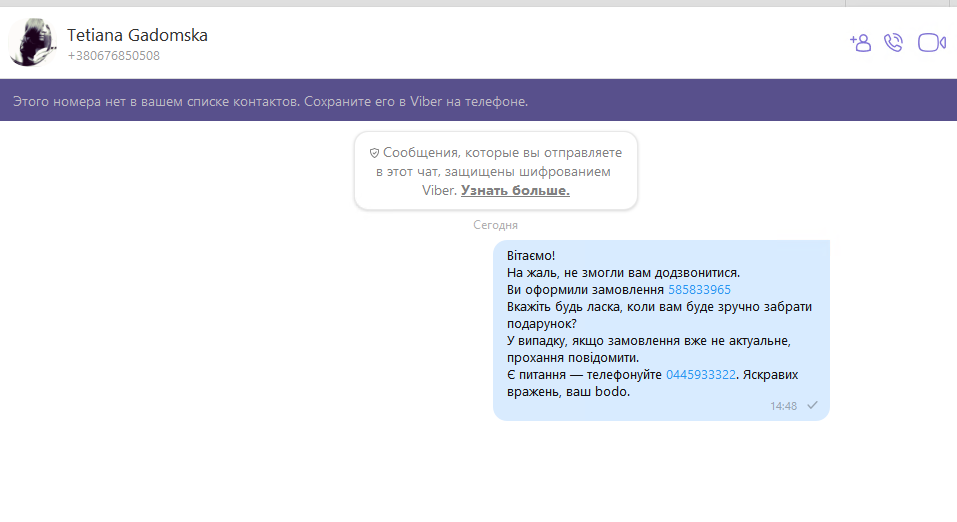 Tetiana Gadomska
+380676850508
Этого номера нет в вашем списке контактов. Сохраните его в Viber на телефоне.
Сообщения, которые вы отправляете
в этот чат, защищены шифрованием
Viber. Узнать больше.
Сегодня
Вітаємо!
На жаль, не змогли вам додзвонитися.
Ви оформили замовлення 585833965
Вкажіть будь ласка, коли вам буде зручно забрати
подарунок?
У випадку, якщо замовлення вже не актуальне,
прохання повідомити.
Є питання — телефонуйте 0445933322. Яскравих
вражень, ваш bodo.
14:48